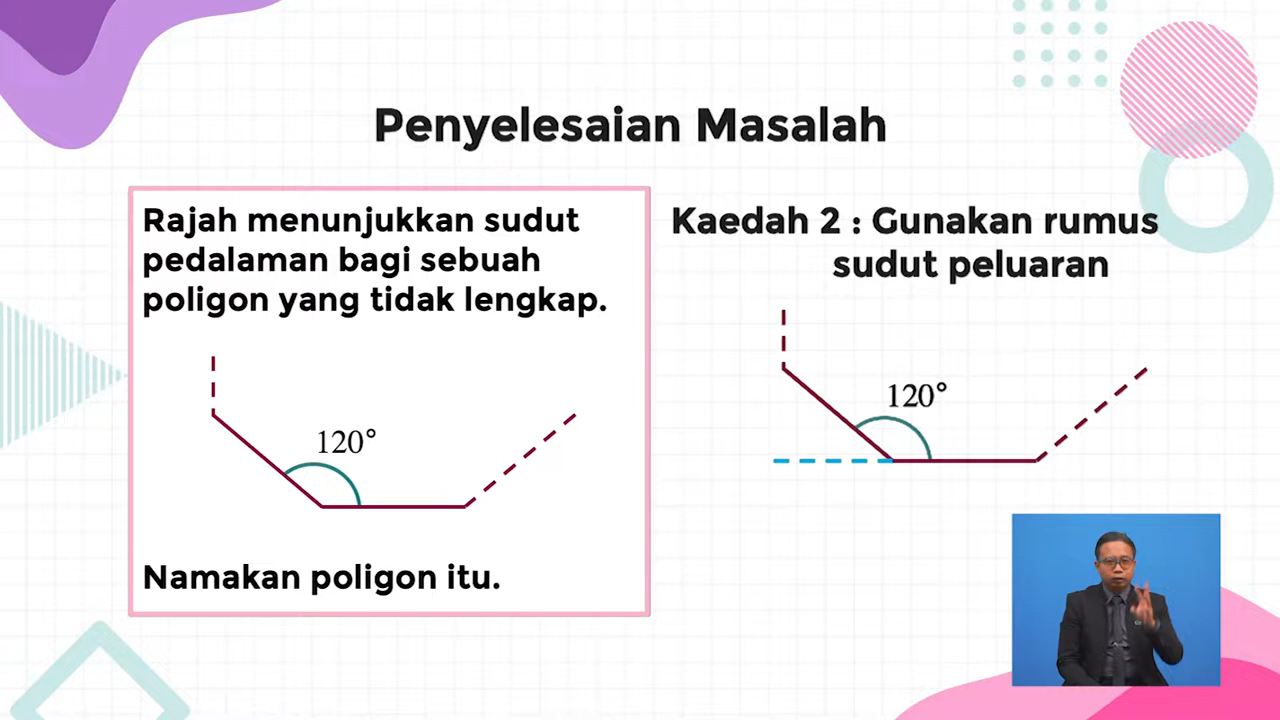 Penyelesaian Masalah
Rajah menunjukkan sudut
pedalaman bagi sebuah
poligon yang tidak lengkap.
120°
Namakan poligon itu.
Kaedah 2 : Gunakan rumus
sudut peluaran
120°